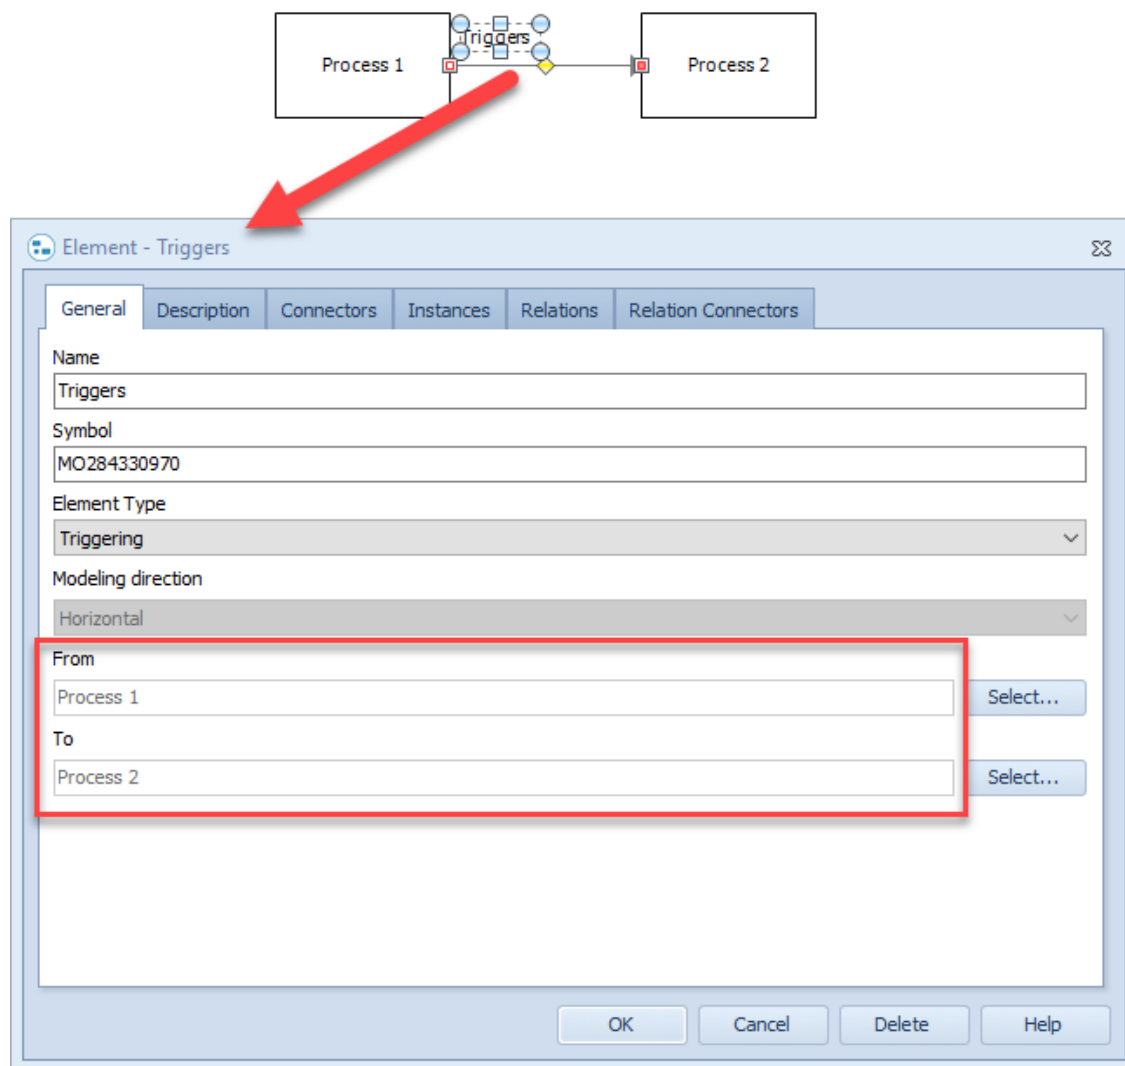 Triggers
Process 1
Process 2
Element - Triggers
General Description Connectors Instances Relations Relation Connectors
Name
Triggers
Symbol
MO284330970
Element Type
Triggering
Modeling direction
Horizontal
From
Process 1 Select...
To
Process 2 Select...
OK Cancel Delete Help